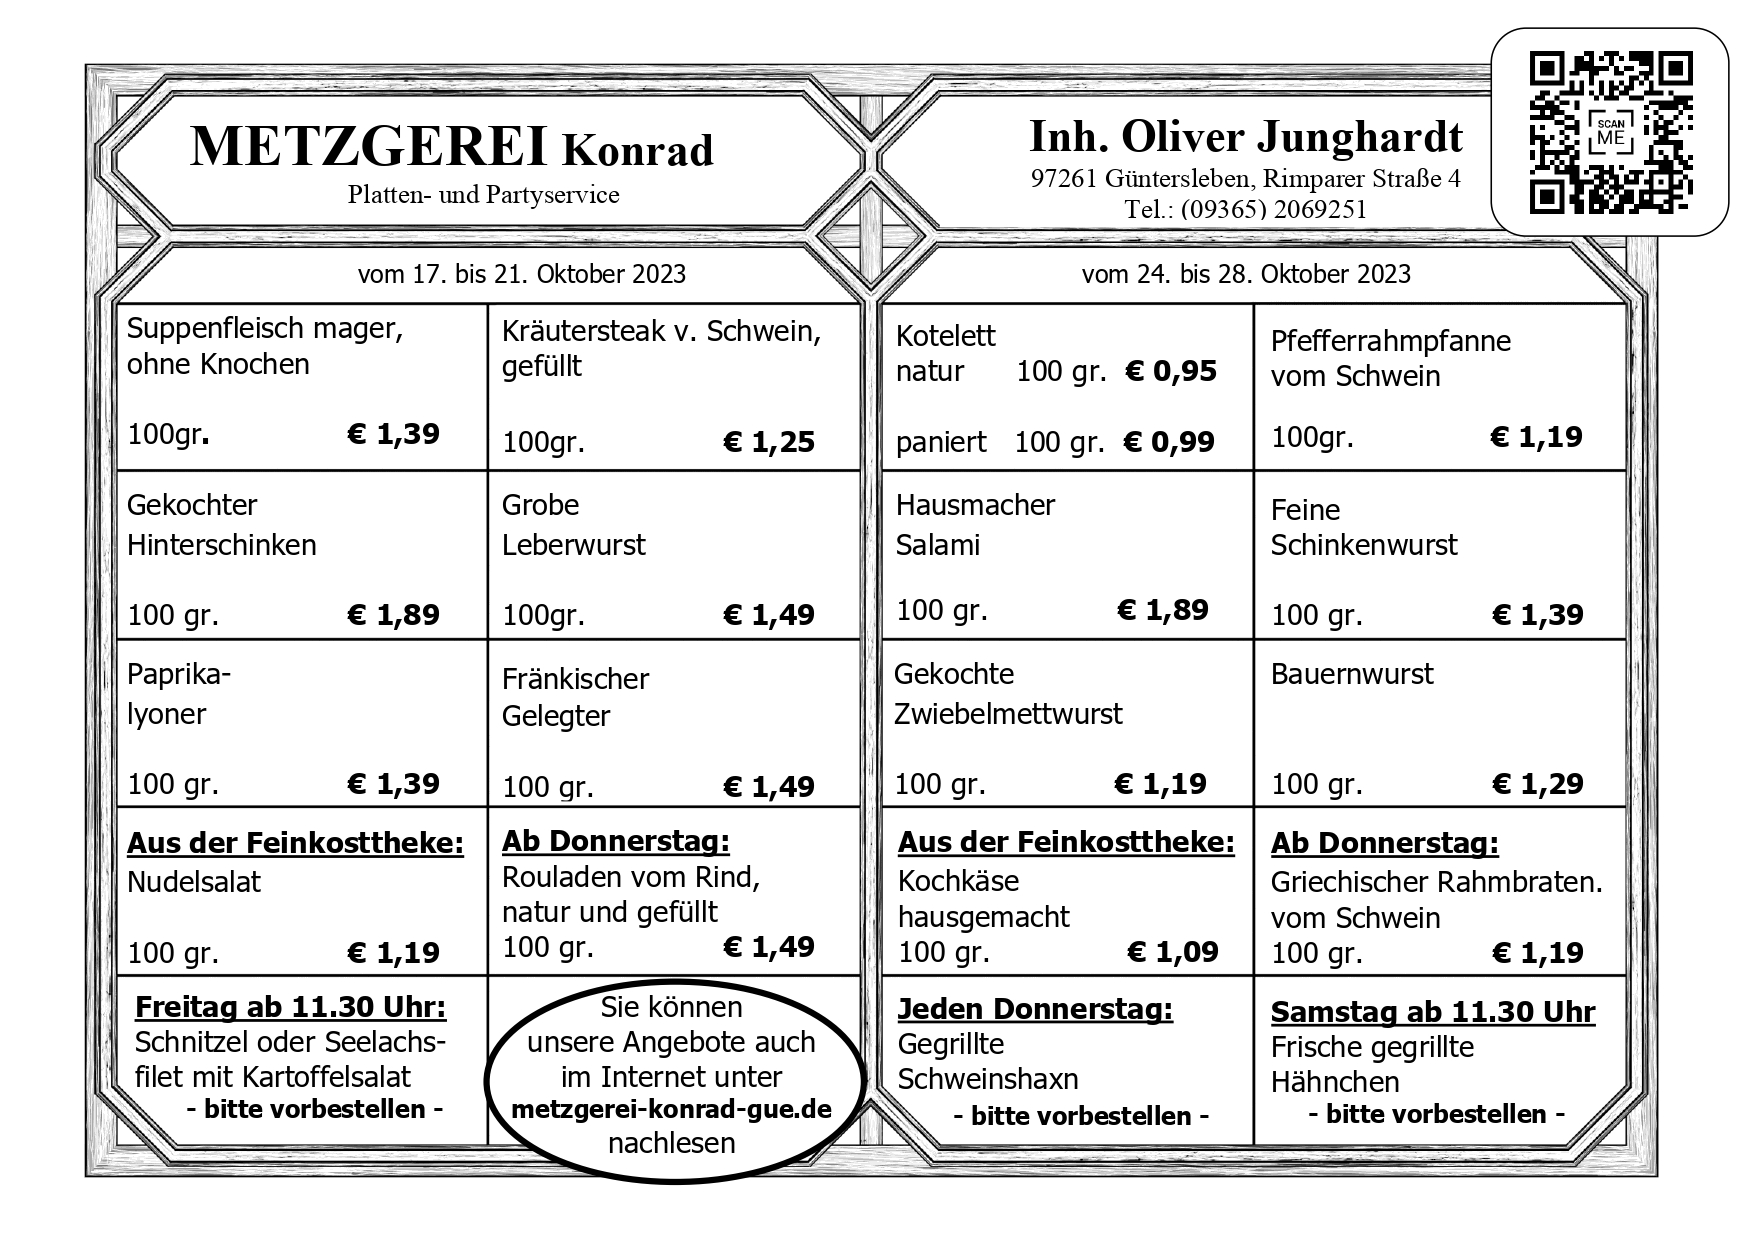 METZGEREI Konrad
Platten- und Partyservice
Inh. Oliver Junghardt
97261 Güntersleben, Rimparer Straße 4
Tel.: (09365) 2069251
SCAN
ME
vom 17. bis 21. Oktober 2023
Suppenfleisch mager,
ohne Knochen
100gr. € 1,39
Kräutersteak v. Schwein,
gefüllt
100gr. € 1,25
Gekochter
Hinterschinken
100 gr. € 1,89
Grobe
Leberwurst
100gr. € 1,49
Paprika-
lyoner
100 gr. € 1,39
Fränkischer
Gelegter
100 gr. € 1,49
Aus der Feinkosttheke:
Nudelsalat
100 gr. € 1,19
Ab Donnerstag:
Rouladen vom Rind,
natur und gefüllt
100 gr. € 1,49
Freitag ab 11.30 Uhr:
Schnitzel oder Seelachs-
filet mit Kartoffelsalat
- bitte vorbestellen -
Sie können
unsere Angebote auch
im Internet unter
metzgerei-konrad-gue.de
nachlesen
vom 24. bis 28. Oktober 2023
Kotelett
natur 100 gr. € 0,95
paniert 100 gr. € 0,99
Pfefferrahmpfanne
vom Schwein
100gr. € 1,19
Hausmacher
Salami
100 gr. € 1,89
Feine
Schinkenwurst
100 gr. € 1,39
Gekochte
Zwiebelmettwurst
100 gr. € 1,19
Bauernwurst
100 gr. € 1,29
Aus der Feinkosttheke:
Kochkäse
hausgemacht
100 gr. € 1,09
Ab Donnerstag:
Griechischer Rahmbraten.
vom Schwein
100 gr. € 1,19
Jeden Donnerstag:
Gegrillte
Schweinshaxn
- bitte vorbestellen -
Samstag ab 11.30 Uhr
Frische gegrillte
Hähnchen
- bitte vorbestellen -